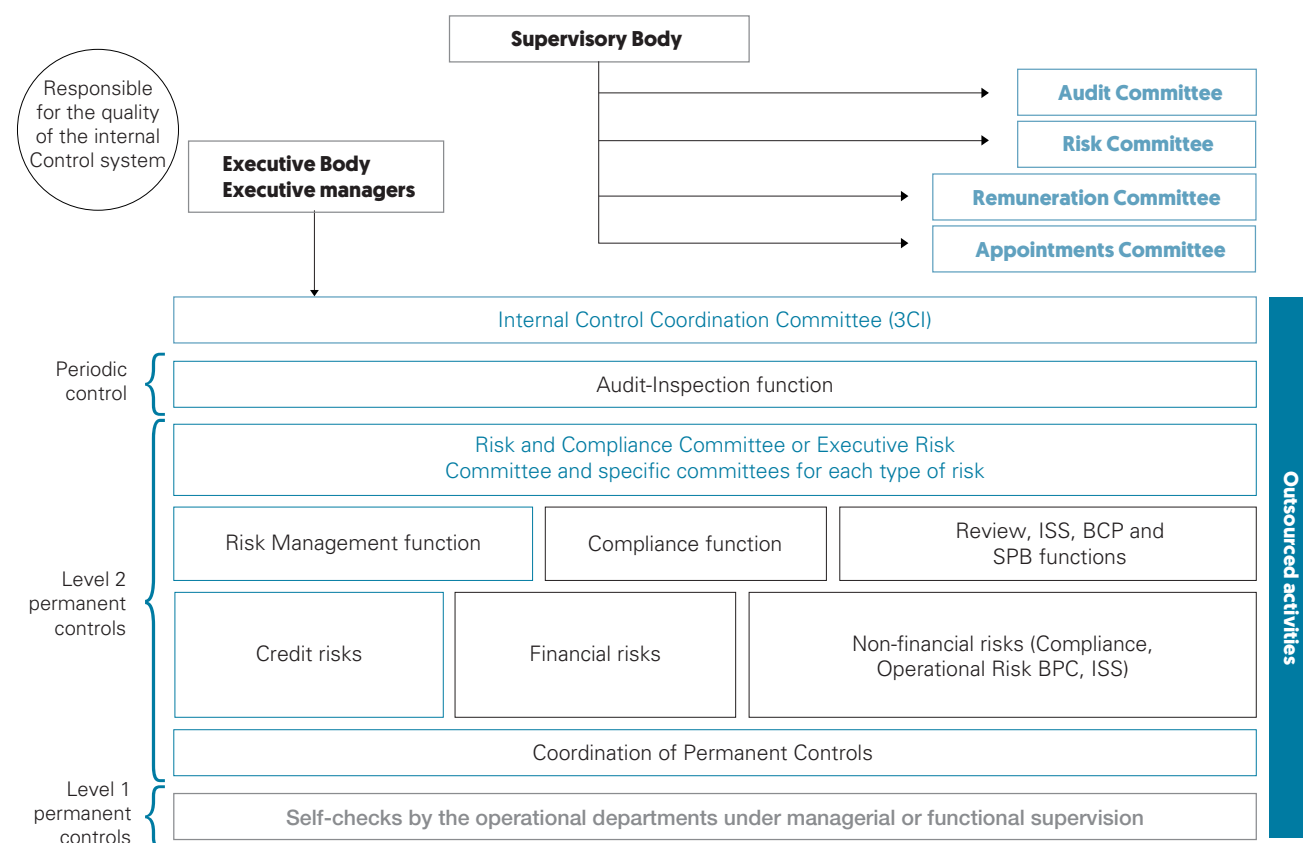 Supervisory Body
Responsible
for the quality
of the internal
Control system
Audit Committee
Risk Committee
Executive Body
Executive managers
Remuneration Committee
Appointments Committee
Internal Control Coordination Committee (3CI)
Periodic
control
Audit-Inspection function
Risk and Compliance Committee or Executive Risk
Committee and specific committees for each type of risk
Risk Management function
Compliance function
Review, ISS, BCP and
SPB functions
Level 2
permanent
controls
Credit risks
Financial risks
Non-financial risks (Compliance,
Operational Risk BPC, ISS)
Coordination of Permanent Controls
Level 1
permanent
controls
Self-checks by the operational departments under managerial or functional supervision
Outsourced activities